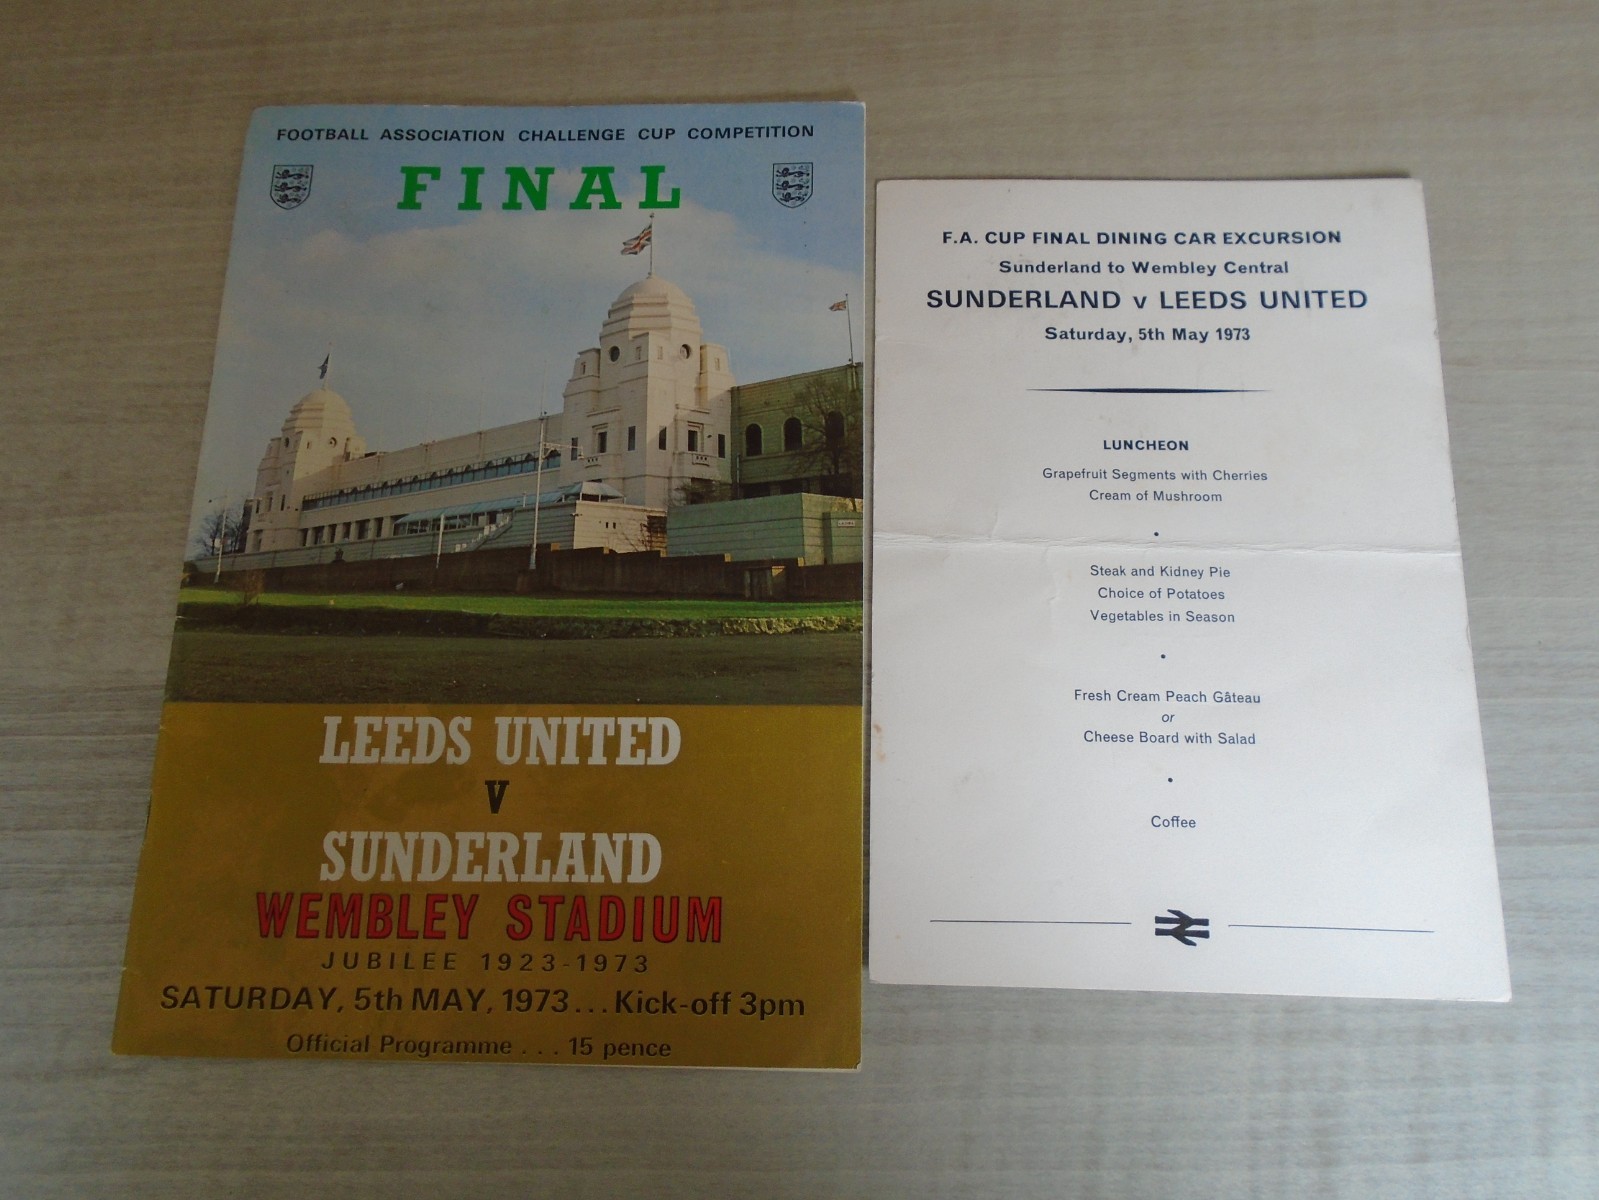 FOOTBALL ASSOCIATION CHALLENGE CUP COMPETITION
FINAL
LEEDS UNITED
V
SUNDERLAND
WEMBLEY STADIUM
JUBILEE 1923-1973
SATURDAY, 5th MAY, 1973... Kick-off 3pm
Official Programme . . . 15 pence
F.A. CUP FINAL DINING CAR EXCURSION
Sunderland to Wembley Central
SUNDERLAND v LEEDS UNITED
Saturday, 5th May 1973
LUNCHEON
Grapefruit Segments with Cherries
Cream of Mushroom
•
Steak and Kidney Pie
Choice of Potatoes
Vegetables in Season
•
Fresh Cream Peach Gâteau
or
Cheese Board with Salad
•
Coffee